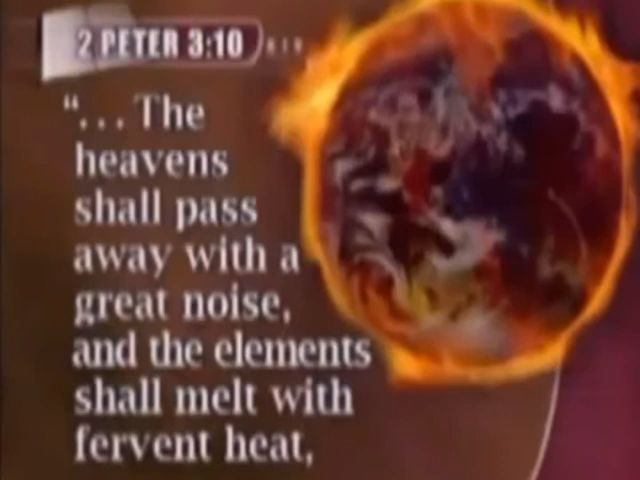 2 PETER 3:10
"... The
heavens
shall pass
away with a
great noise,
and the elements
shall melt with
fervent heat,